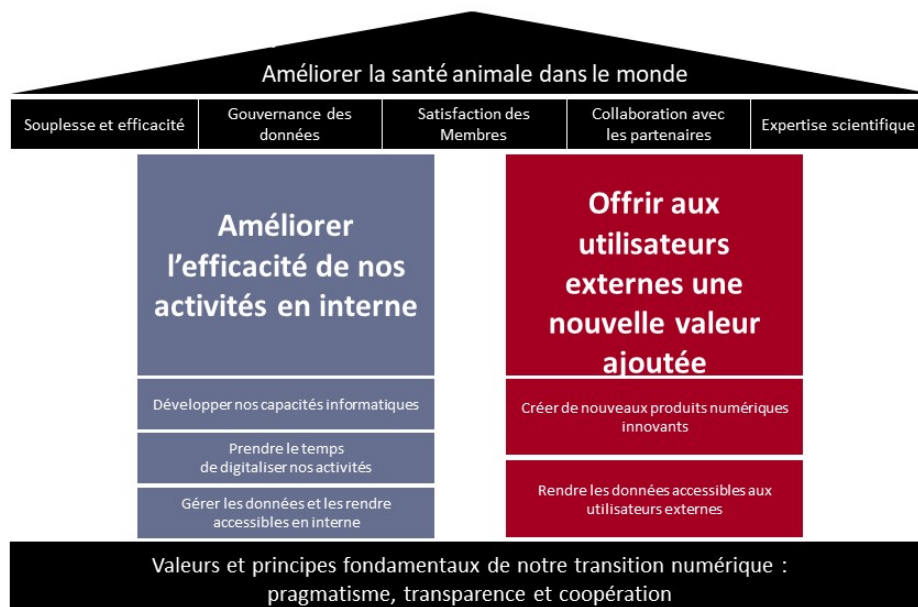 Améliorer la santé animale dans le monde
Souplesse et efficacité
Gouvernance des
données
Satisfaction des
Membres
Collaboration avec
les partenaires
Expertise scientifique
Améliorer
l’efficacité de nos
activités en interne
Développer nos capacités informatiques
Prendre le temps
de digitaliser nos activités
Gérer les données et les rendre
accessibles en interne
Offrir aux
utilisateurs
externes une
nouvelle valeur
ajoutée
Créer de nouveaux produits numériques
innovants
Rendre les données accessibles aux
utilisateurs externes
Valeurs et principes fondamentaux de notre transition numérique :
pragmatisme, transparence et coopération